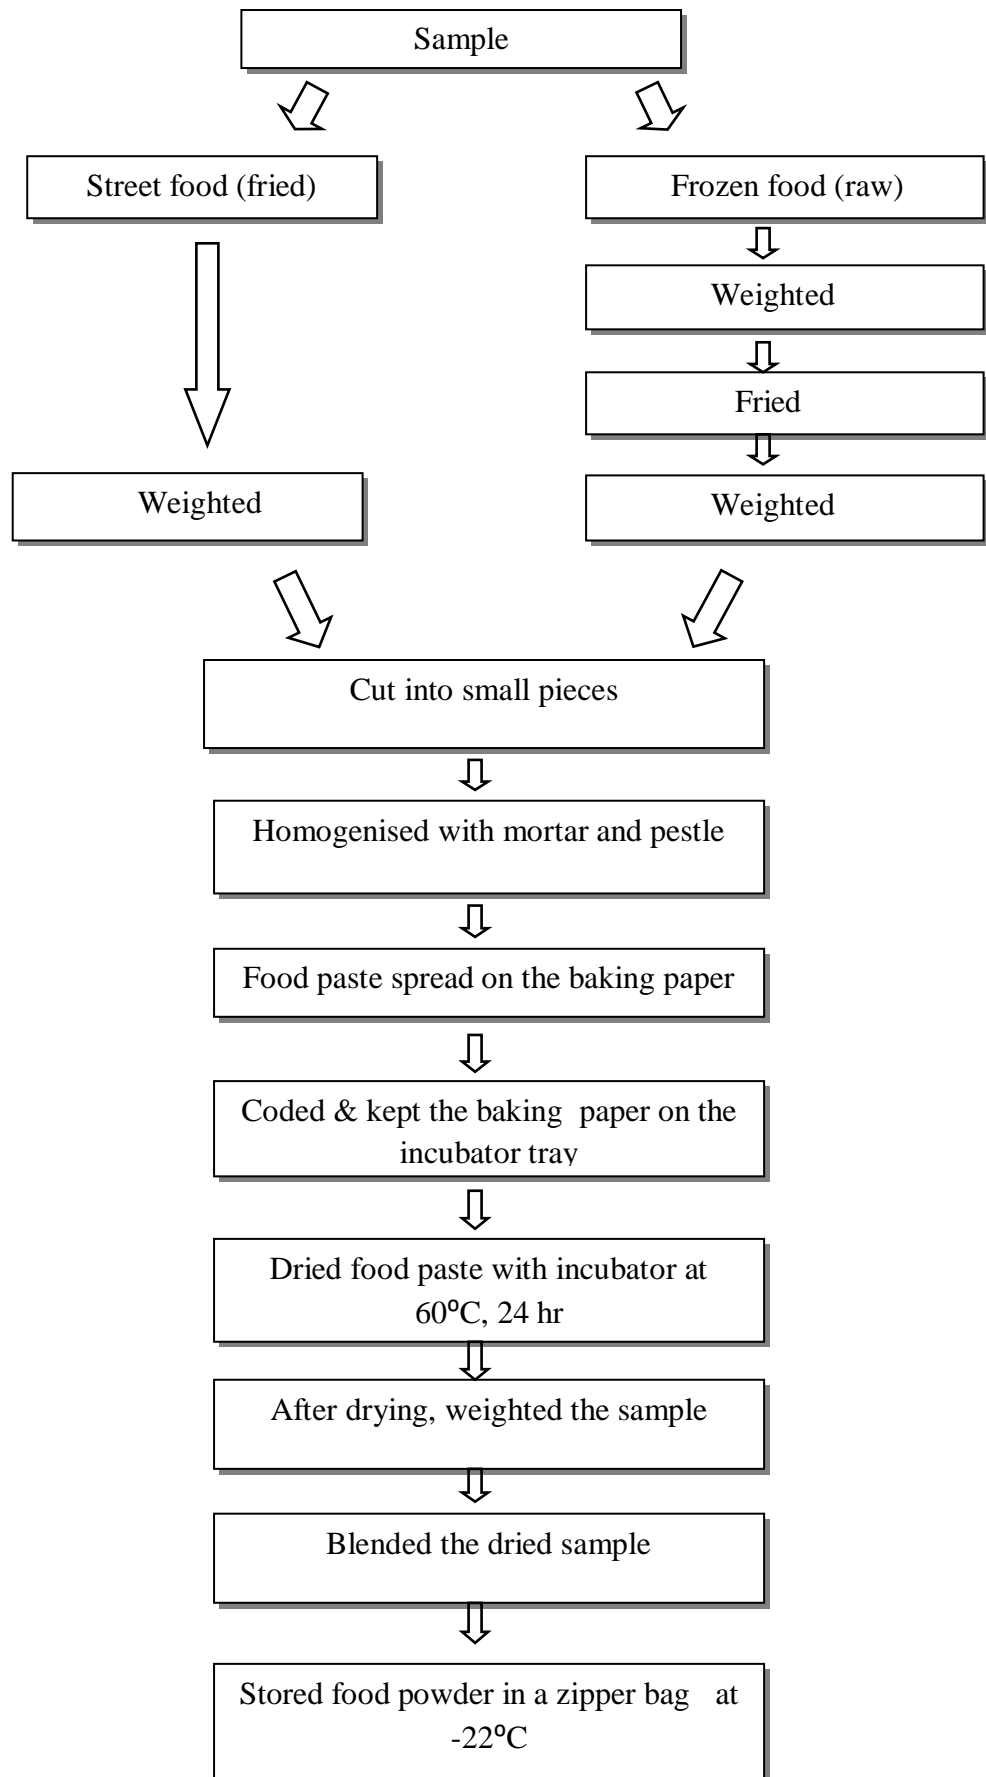 Sample
Street food (fried)
Frozen food (raw)
Weighted
Fried
Weighted
Weighted
Cut into small pieces
Homogenised with mortar and pestle
Food paste spread on the baking paper
Coded & kept the baking paper on the
incubator tray
Dried food paste with incubator at
60⁰C, 24 hr
After drying, weighted the sample
Blended the dried sample
Stored food powder in a zipper bag at
-22⁰C